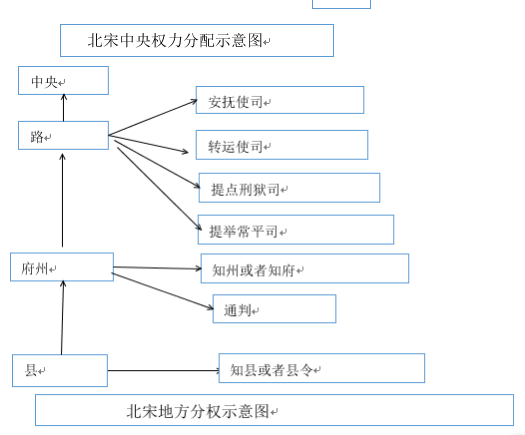 北宋中央权力分配示意图
中央
安抚使司
路
转运使司
提点刑狱司
提举常平司
府州
知州或者知府
通判
县
知县或者县令
北宋地方分权示意图